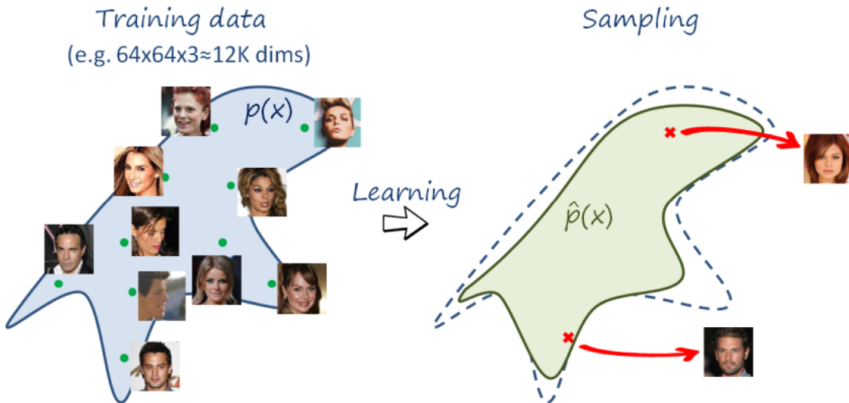 Training data
(e.g. 64x64x3≈12K dims)
p(x)
Learning
Sampling
p̂(x)